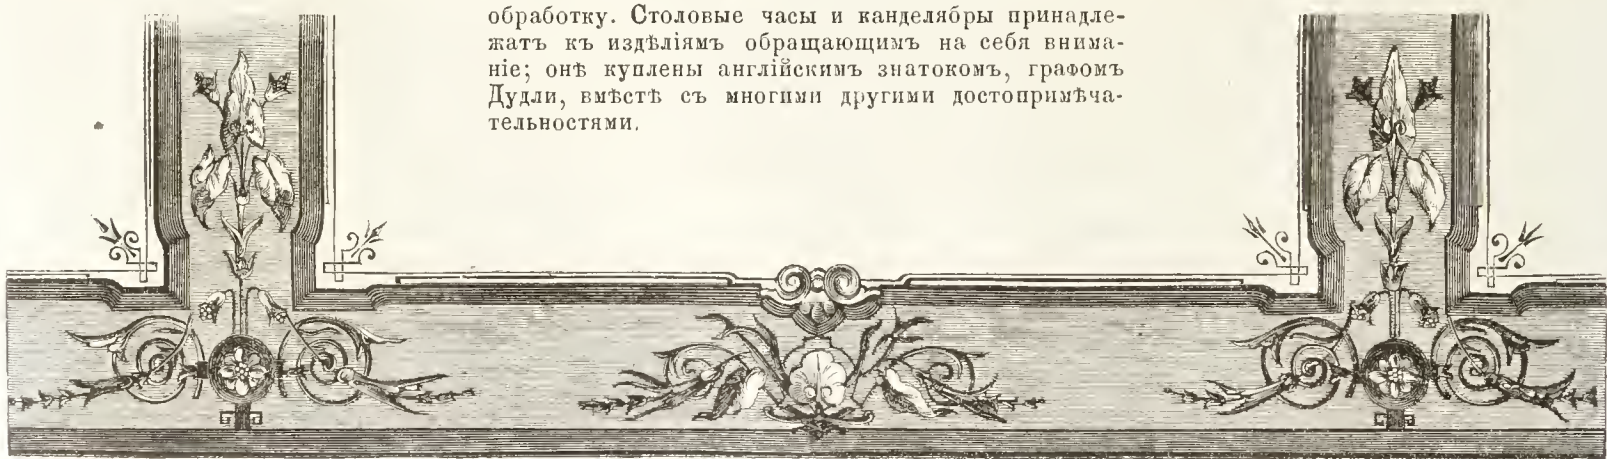 обработку. Столовые часы и канделябры принадле-
жатъ къ издѣліямъ обращающимъ на себя внима-
ніе; онѣ куплены англійскимъ знатокомъ, графомъ
Дудли, вмѣстѣ съ многими другими достопримѣча-
тельностями.